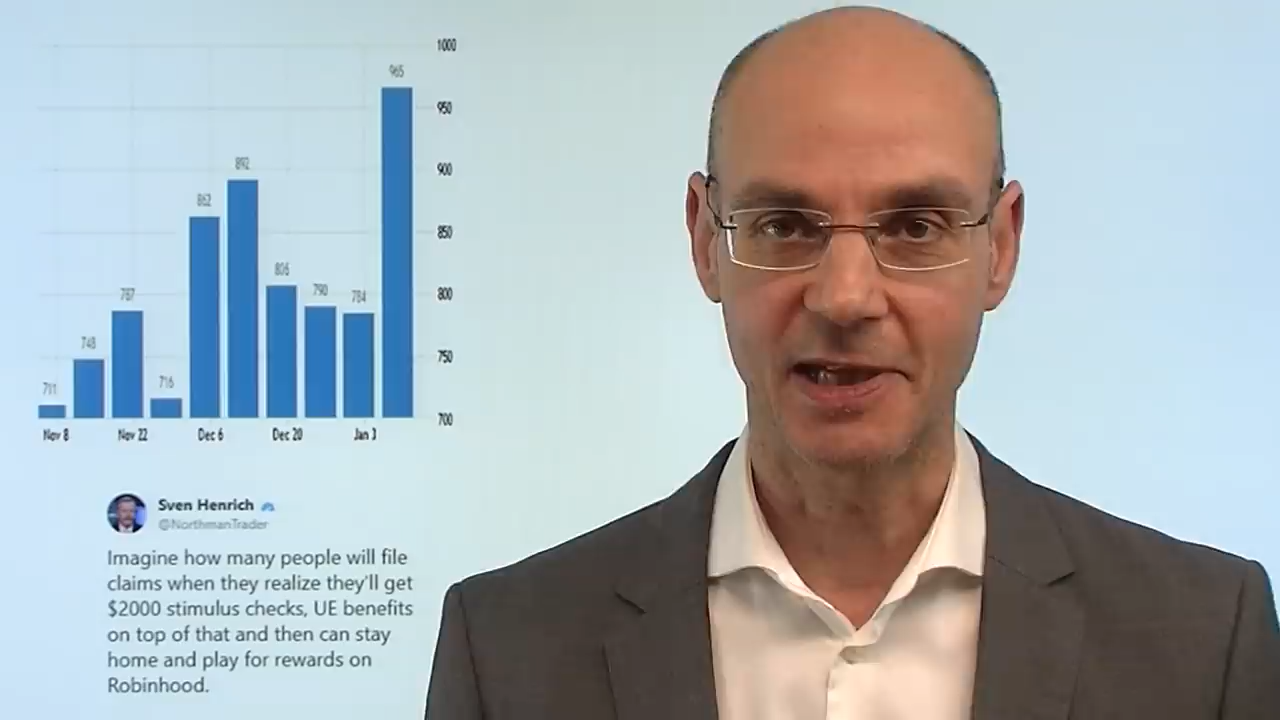 1000
965
950
900
892
862
850
806
800
787
790
784
748
750
716
711
700
Nov 8 Nov 22 Dec 6 Dec 20 Jan 3
Sven Henrich
@NorthmanTrader
Imagine how many people will file
claims when they realize they'll get
$2000 stimulus checks, UE benefits
on top of that and then can stay
home and play for rewards on
Robinhood.